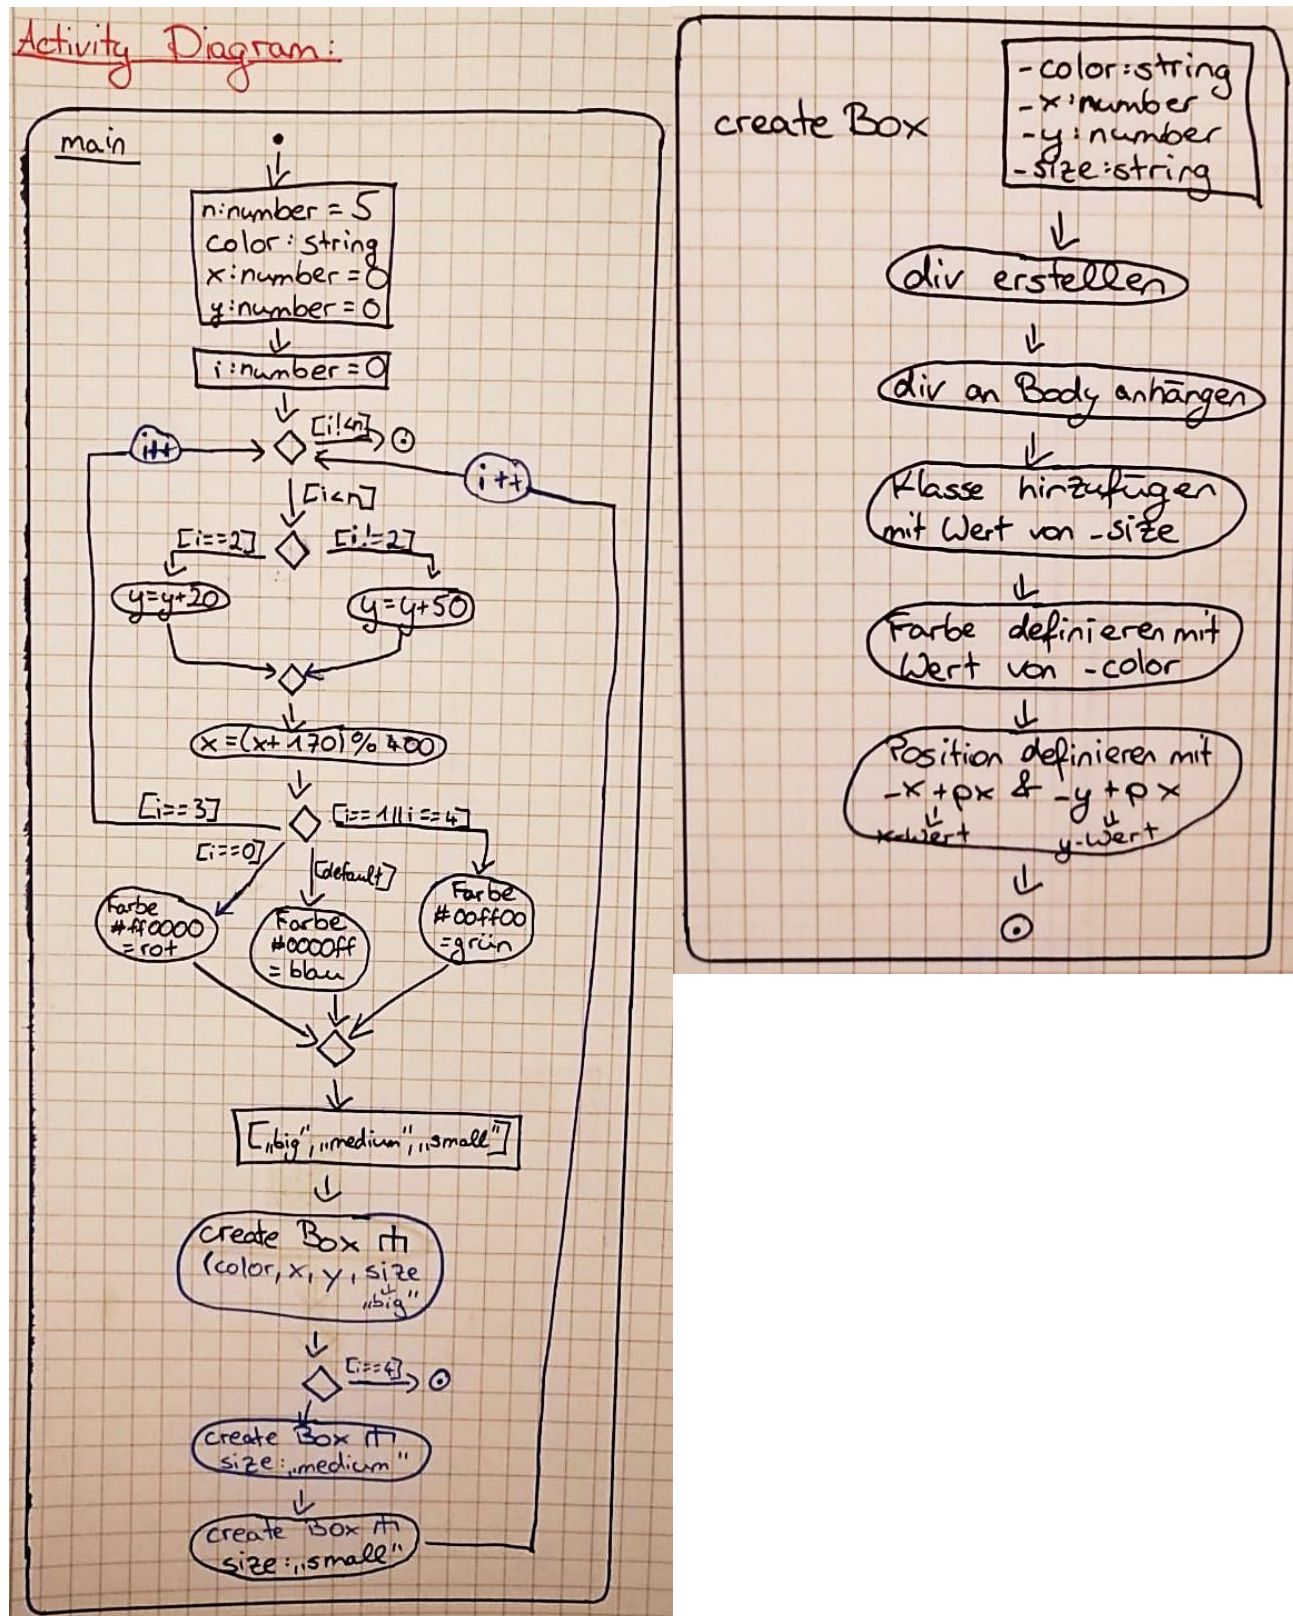 Activity Diagram:
main
n:number = 5
color: string
x:number = 0
y:number = 0
i:number = 0
[i!<n]
i++
i++
[i<n]
[i==2]
[i!=2]
y=y+20
y=y+50
x=(x+170)%400
[i==3]
[i==1||i==4]
[i==0]
[default]
Farbe
#ff0000
=rot
Farbe
#0000ff
=blau
Farbe
#00ff00
=grün
[„big",„medium",„small"]
create Box
(color, x, y, size
„big"
[i==4]
create Box
size:„medium"
create Box
size:„small"
create Box
-color:string
-x:number
-y:number
-size:string
div erstellen
div an Body anhängen
Klasse hinzufügen
mit Wert von -size
Farbe definieren mit
Wert von -color
Position definieren mit
-x+px & -y+px
x-Wert y-Wert